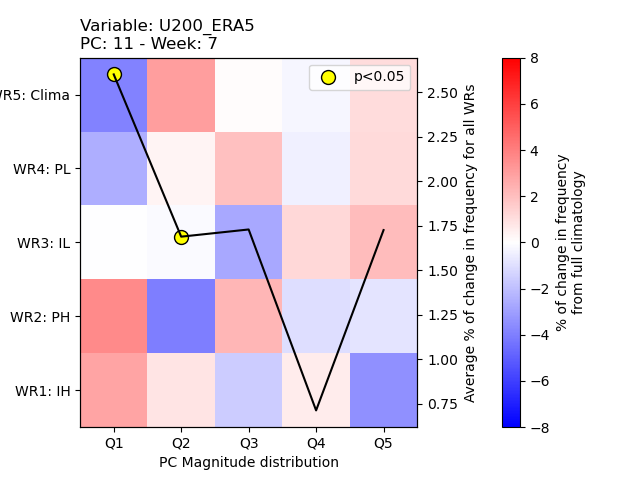 Variable: U200_ERA5
PC: 11 - Week: 7
p<0.05
WR5: Clima
WR4: PL
WR3: IL
WR2: PH
WR1: IH
Q1 Q2 Q3 Q4 Q5
PC Magnitude distribution
2.50
2.25
2.00
1.75
1.50
1.25
1.00
0.75
Average % of change in frequency for all WRs
8
6
4
2
0
−2
−4
−6
−8
% of change in frequency
from full climatology